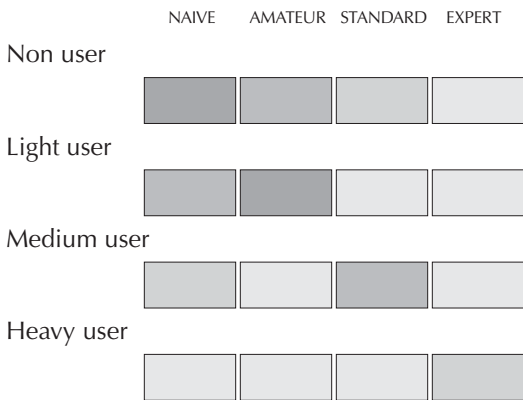 NAIVE AMATEUR STANDARD EXPERT
Non user
Light user
Medium user
Heavy user